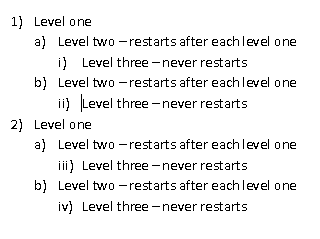 1) Level one
a) Level two – restarts after each level one
i) Level three – never restarts
b) Level two – restarts after each level one
ii) Level three – never restarts
2) Level one
a) Level two – restarts after each level one
iii) Level three – never restarts
b) Level two – restarts after each level one
iv) Level three – never restarts